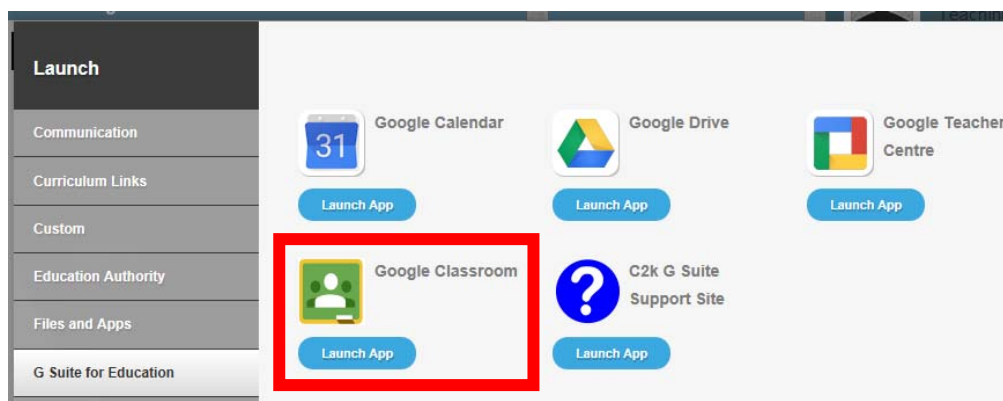 Launch
Communication
Curriculum Links
Custom
Education Authority
Files and Apps
G Suite for Education
31
Google Calendar
Launch App
Google Drive
Launch App
Google Teacher
Centre
Launch App
Google Classroom
Launch App
?
C2k G Suite
Support Site
Launch App